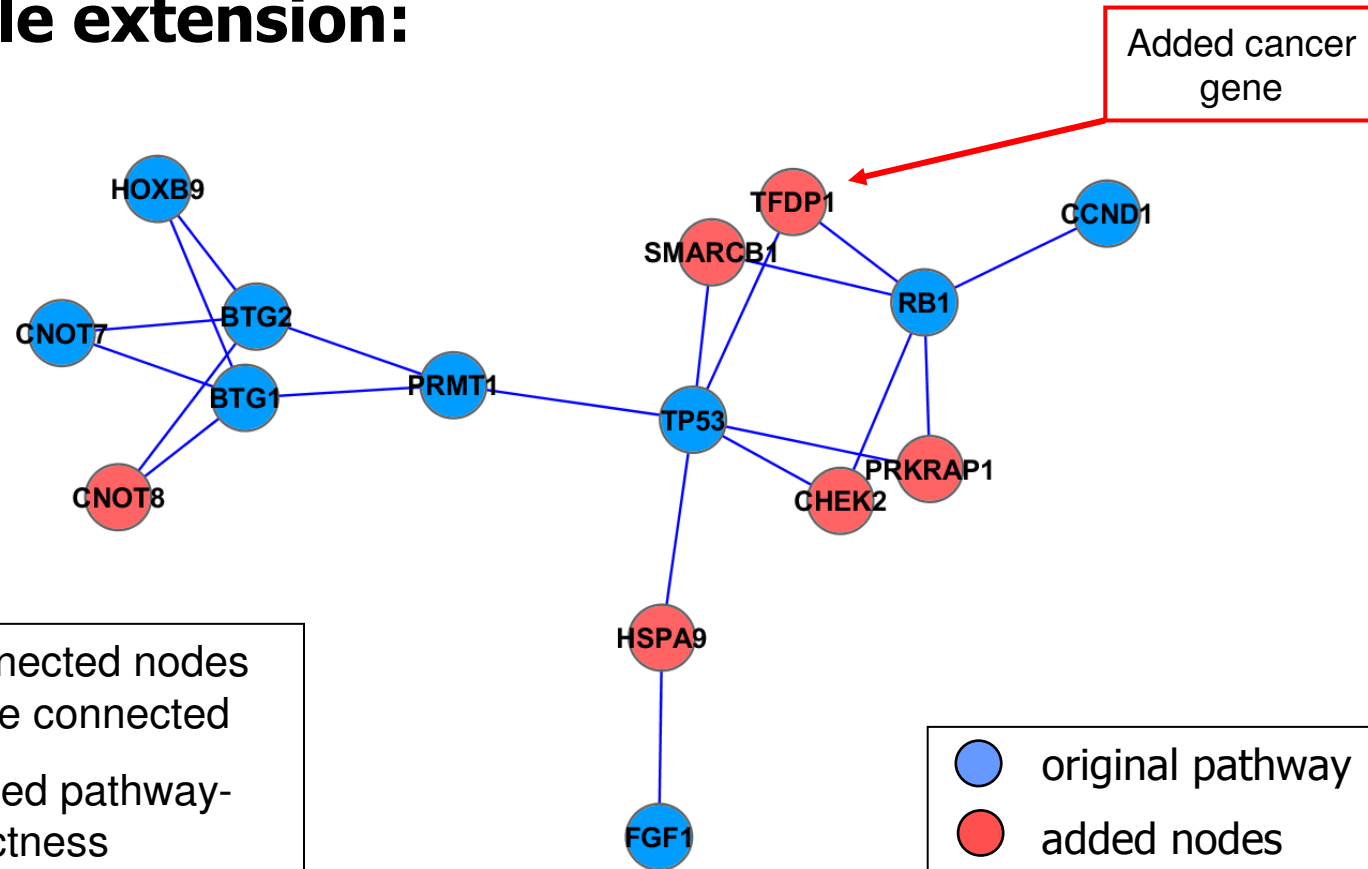 le extension:
Added cancer
gene
HOXB9
TFDP1
CCND1
SMARCB1
RB1
BTG2
CNOT7
PRMT1
BTG1
TP53
PRKRAP1
CNOT8
CHEK2
HSPA9
nected nodes
e connected
ed pathway-
ctness
original pathway
added nodes
FGF1